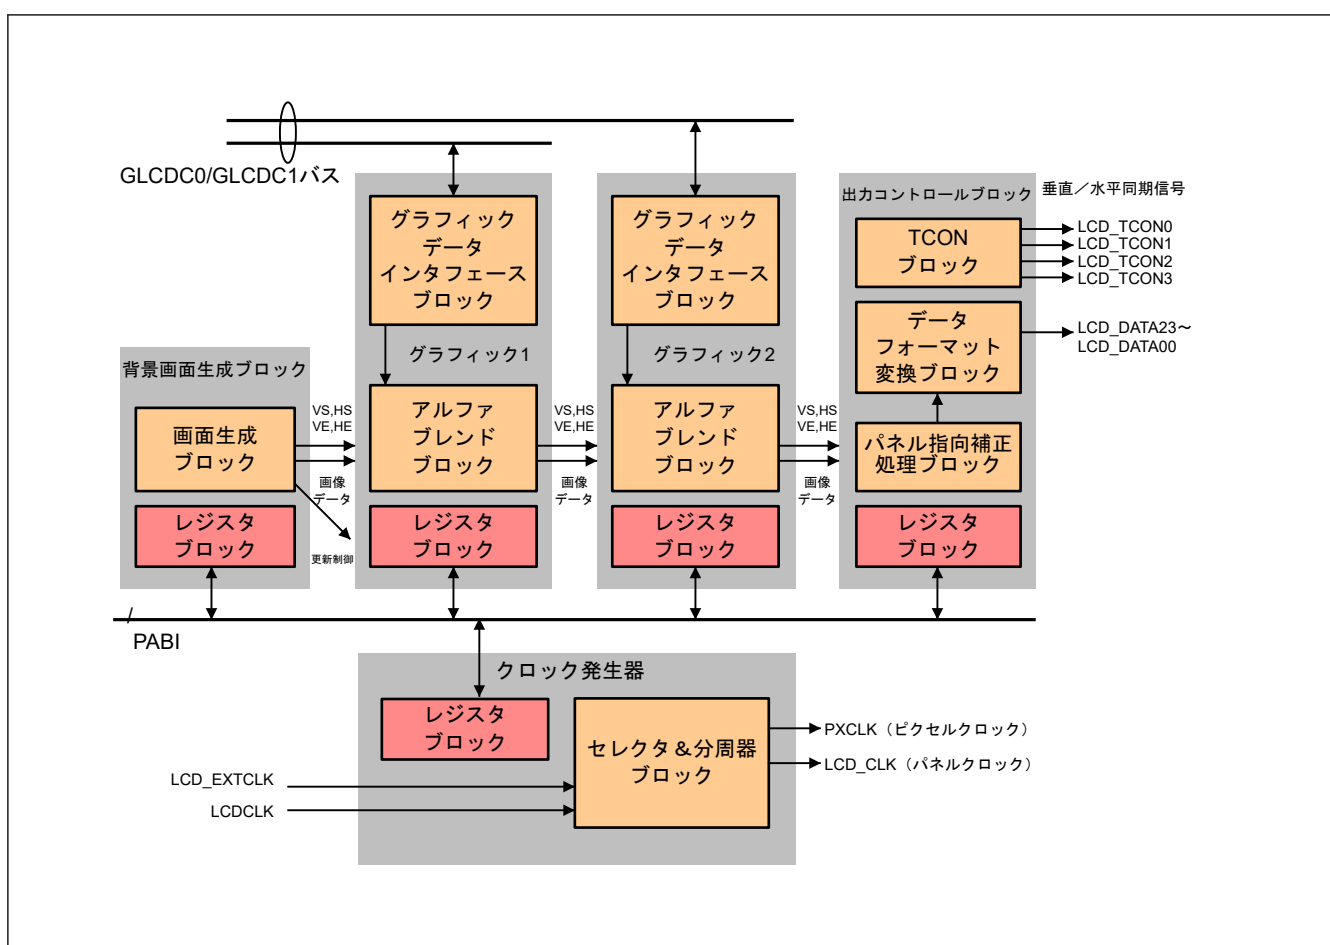 GLCDC0/GLCDC1バス
グラフィック
データ
インタフェース
ブロック
グラフィック1
アルファ
ブレンド
ブロック
レジスタ
ブロック
グラフィック
データ
インタフェース
ブロック
グラフィック2
アルファ
ブレンド
ブロック
レジスタ
ブロック
出力コントロールブロック
TCON
ブロック
データ
フォーマット
変換ブロック
パネル指向補正
処理ブロック
レジスタ
ブロック
垂直／水平同期信号
LCD_TCON0
LCD_TCON1
LCD_TCON2
LCD_TCON3
LCD_DATA23～
LCD_DATA00
背景画面生成ブロック
画面生成
ブロック
レジスタ
ブロック
VS,HS
VE,HE
画像
データ
更新制御
VS,HS
VE,HE
画像
データ
VS,HS
VE,HE
画像
データ
PABI
クロック発生器
レジスタ
ブロック
セレクタ＆分周器
ブロック
LCD_EXTCLK
LCDCLK
PXCLK（ピクセルクロック）
LCD_CLK（パネルクロック）